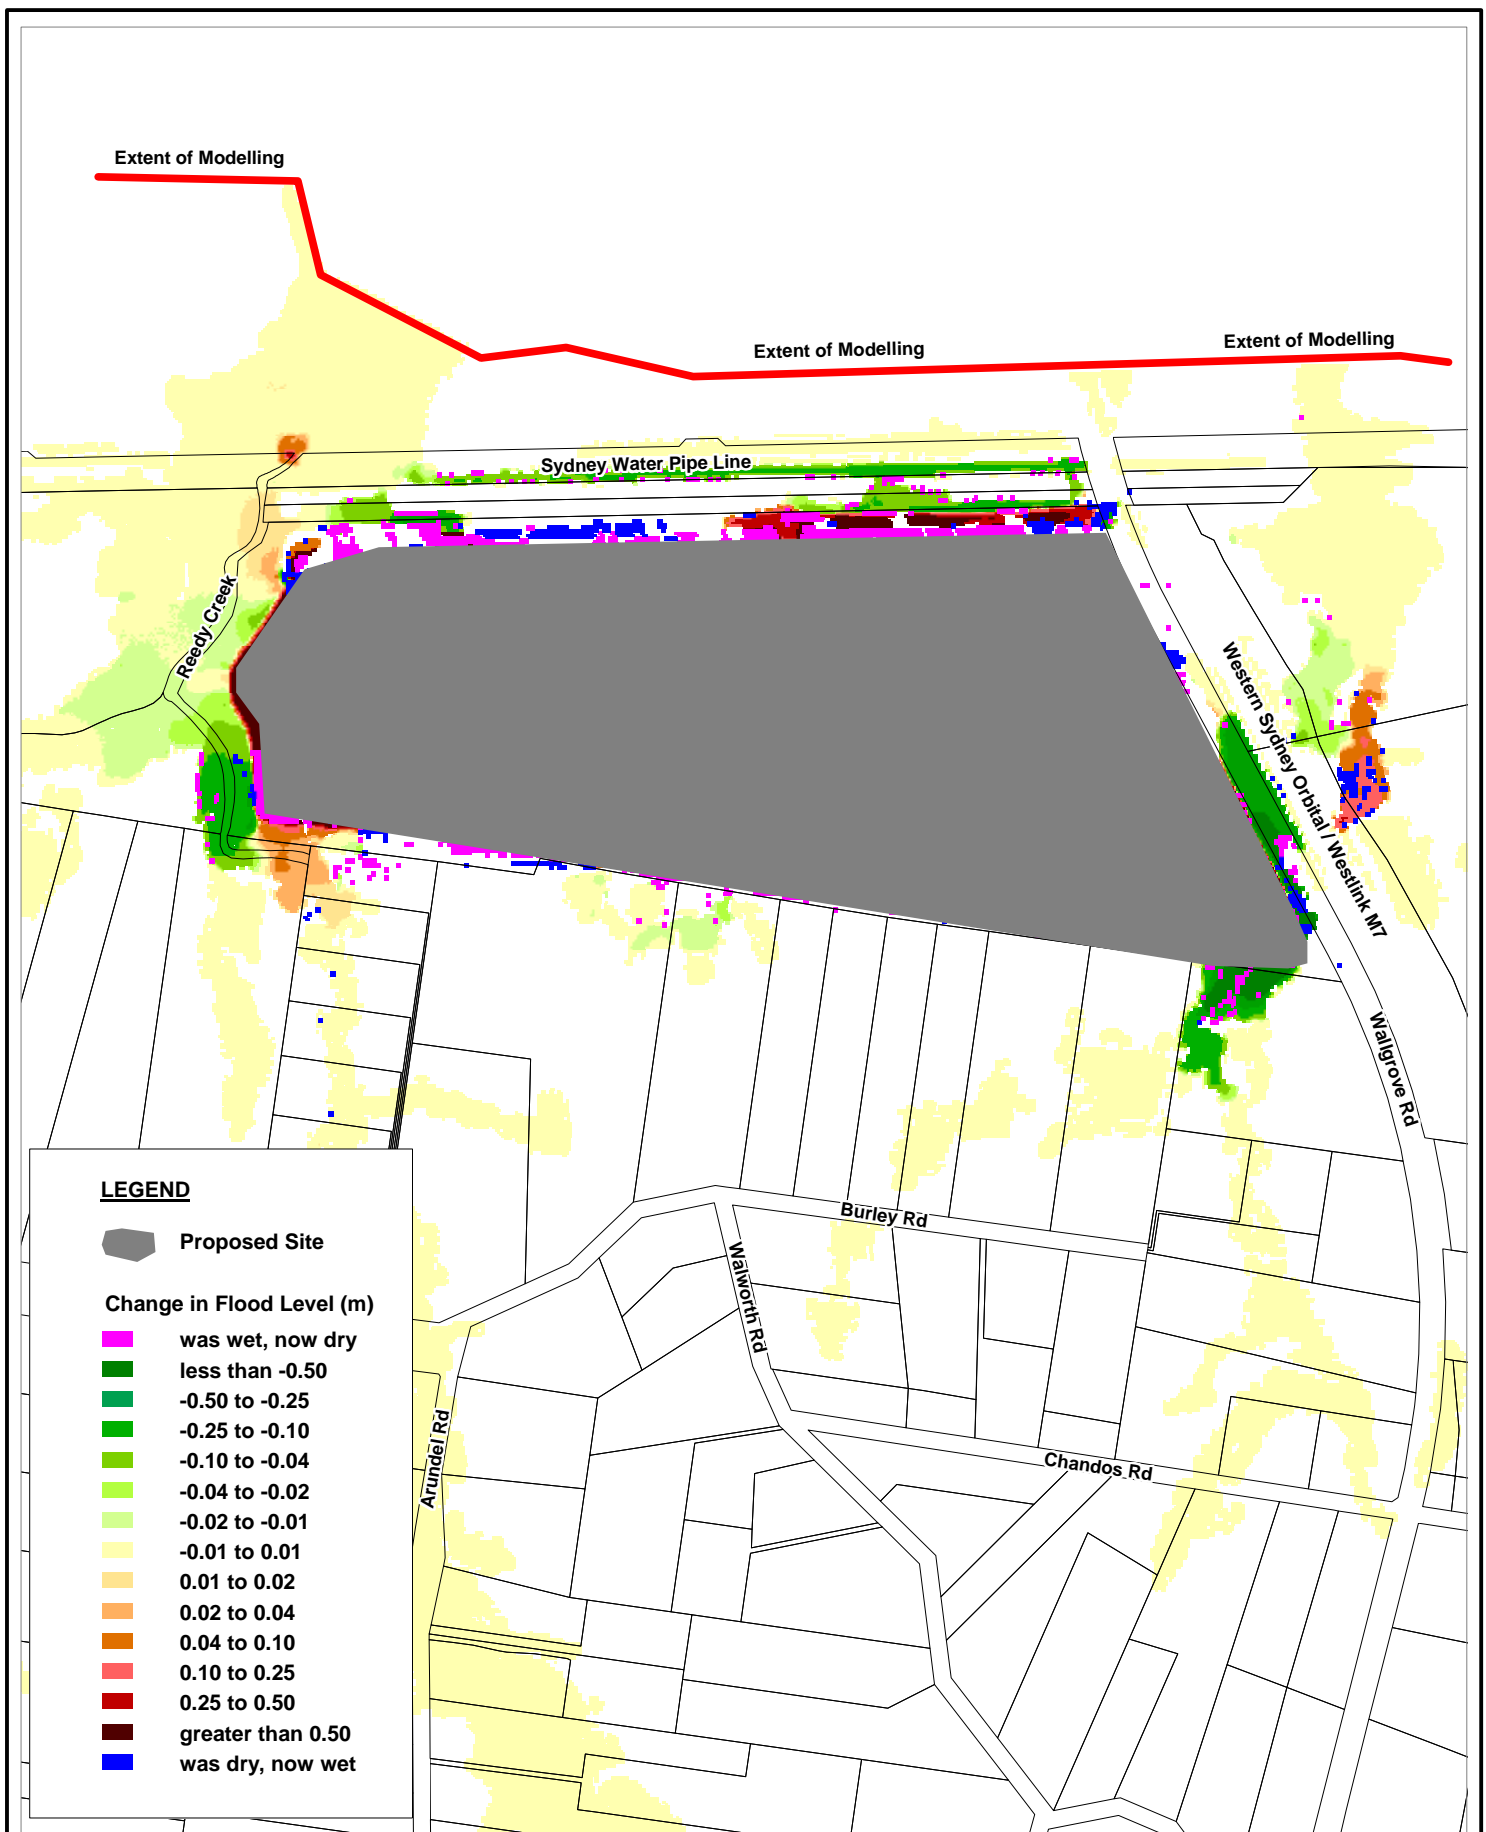 Extent of Modelling
Extent of Modelling
Extent of Modelling
Sydney Water Pipe Line
Reedy Creek
Western Sydney Orbital / Westlink M7
Wallgrove Rd
Burley Rd
Walworth Rd
Arundel Rd
Chandos Rd
LEGEND
Proposed Site
Change in Flood Level (m)
was wet, now dry
less than -0.50
-0.50 to -0.25
-0.25 to -0.10
-0.10 to -0.04
-0.04 to -0.02
-0.02 to -0.01
-0.01 to 0.01
0.01 to 0.02
0.02 to 0.04
0.04 to 0.10
0.10 to 0.25
0.25 to 0.50
greater than 0.50
was dry, now wet